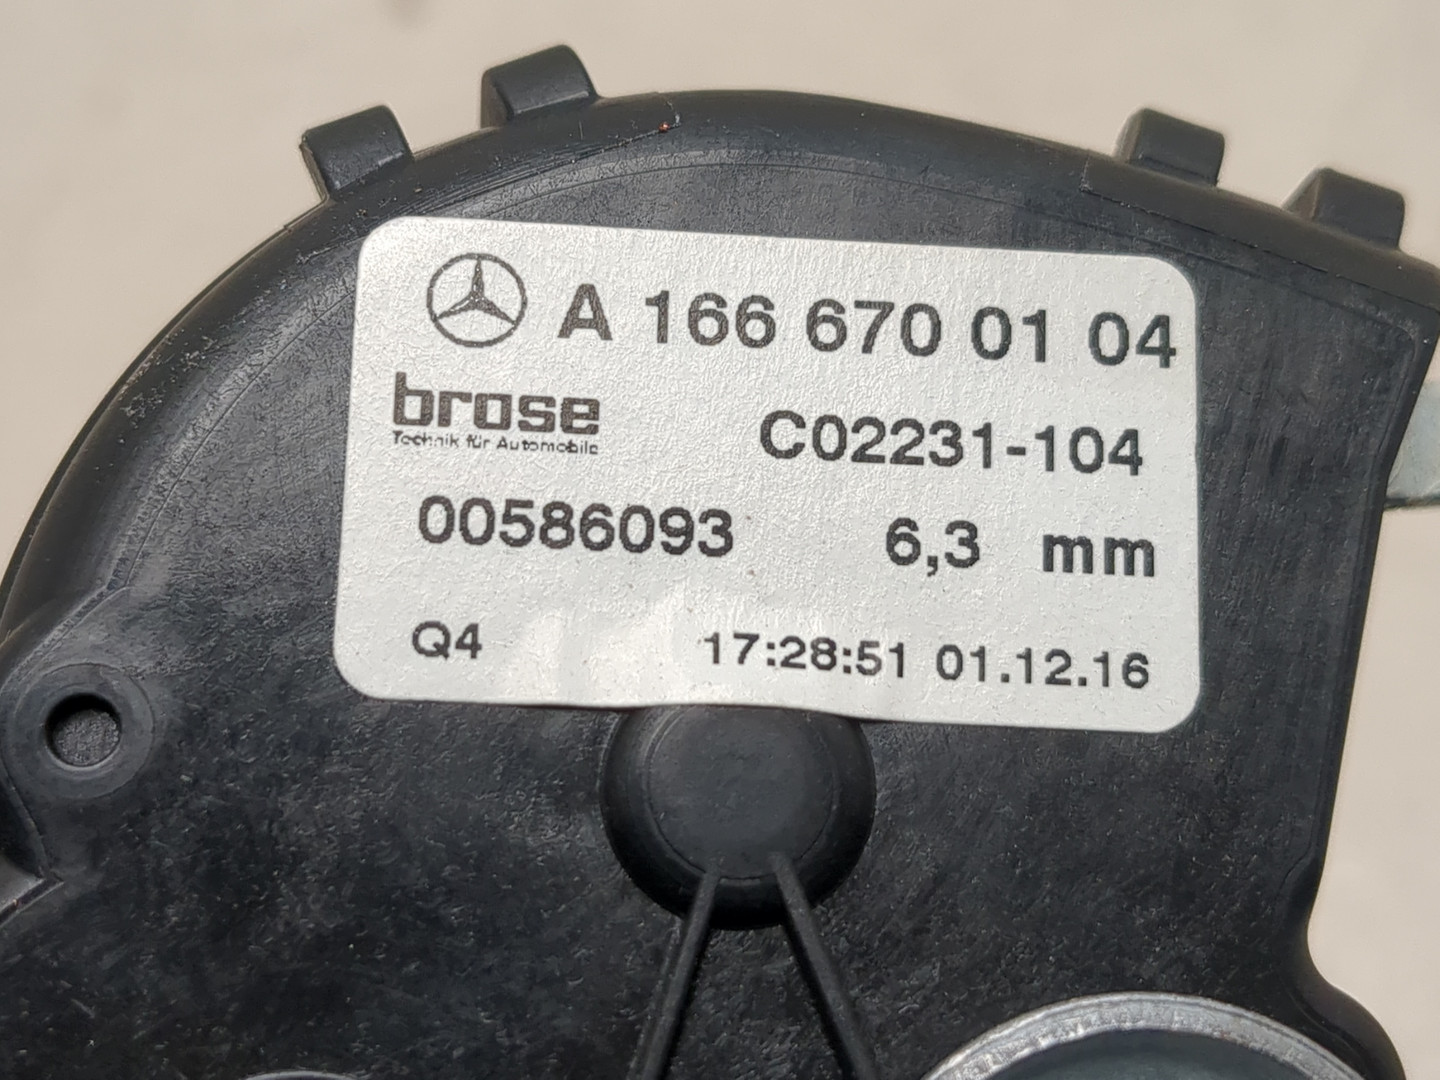 A 166 670 01 04
brose
Technik für Automobile
C02231-104
00586093 6,3 mm
Q4 17:28:51 01.12.16